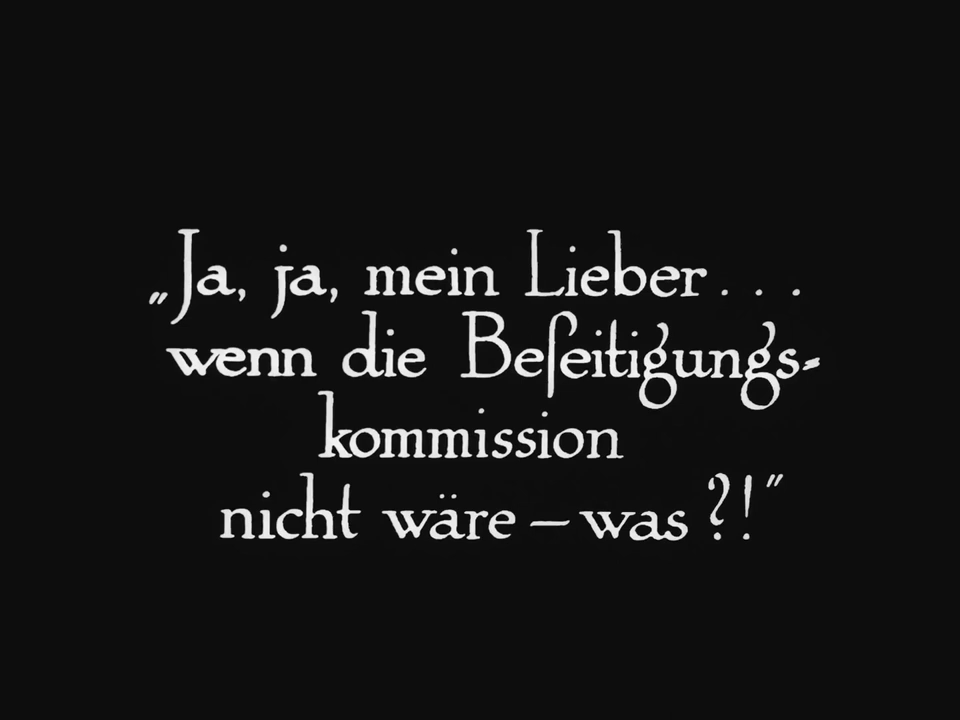 „Ja, ja, mein Lieber...
wenn die Beſeitigungs-
kommission
nicht wäre – was?!"